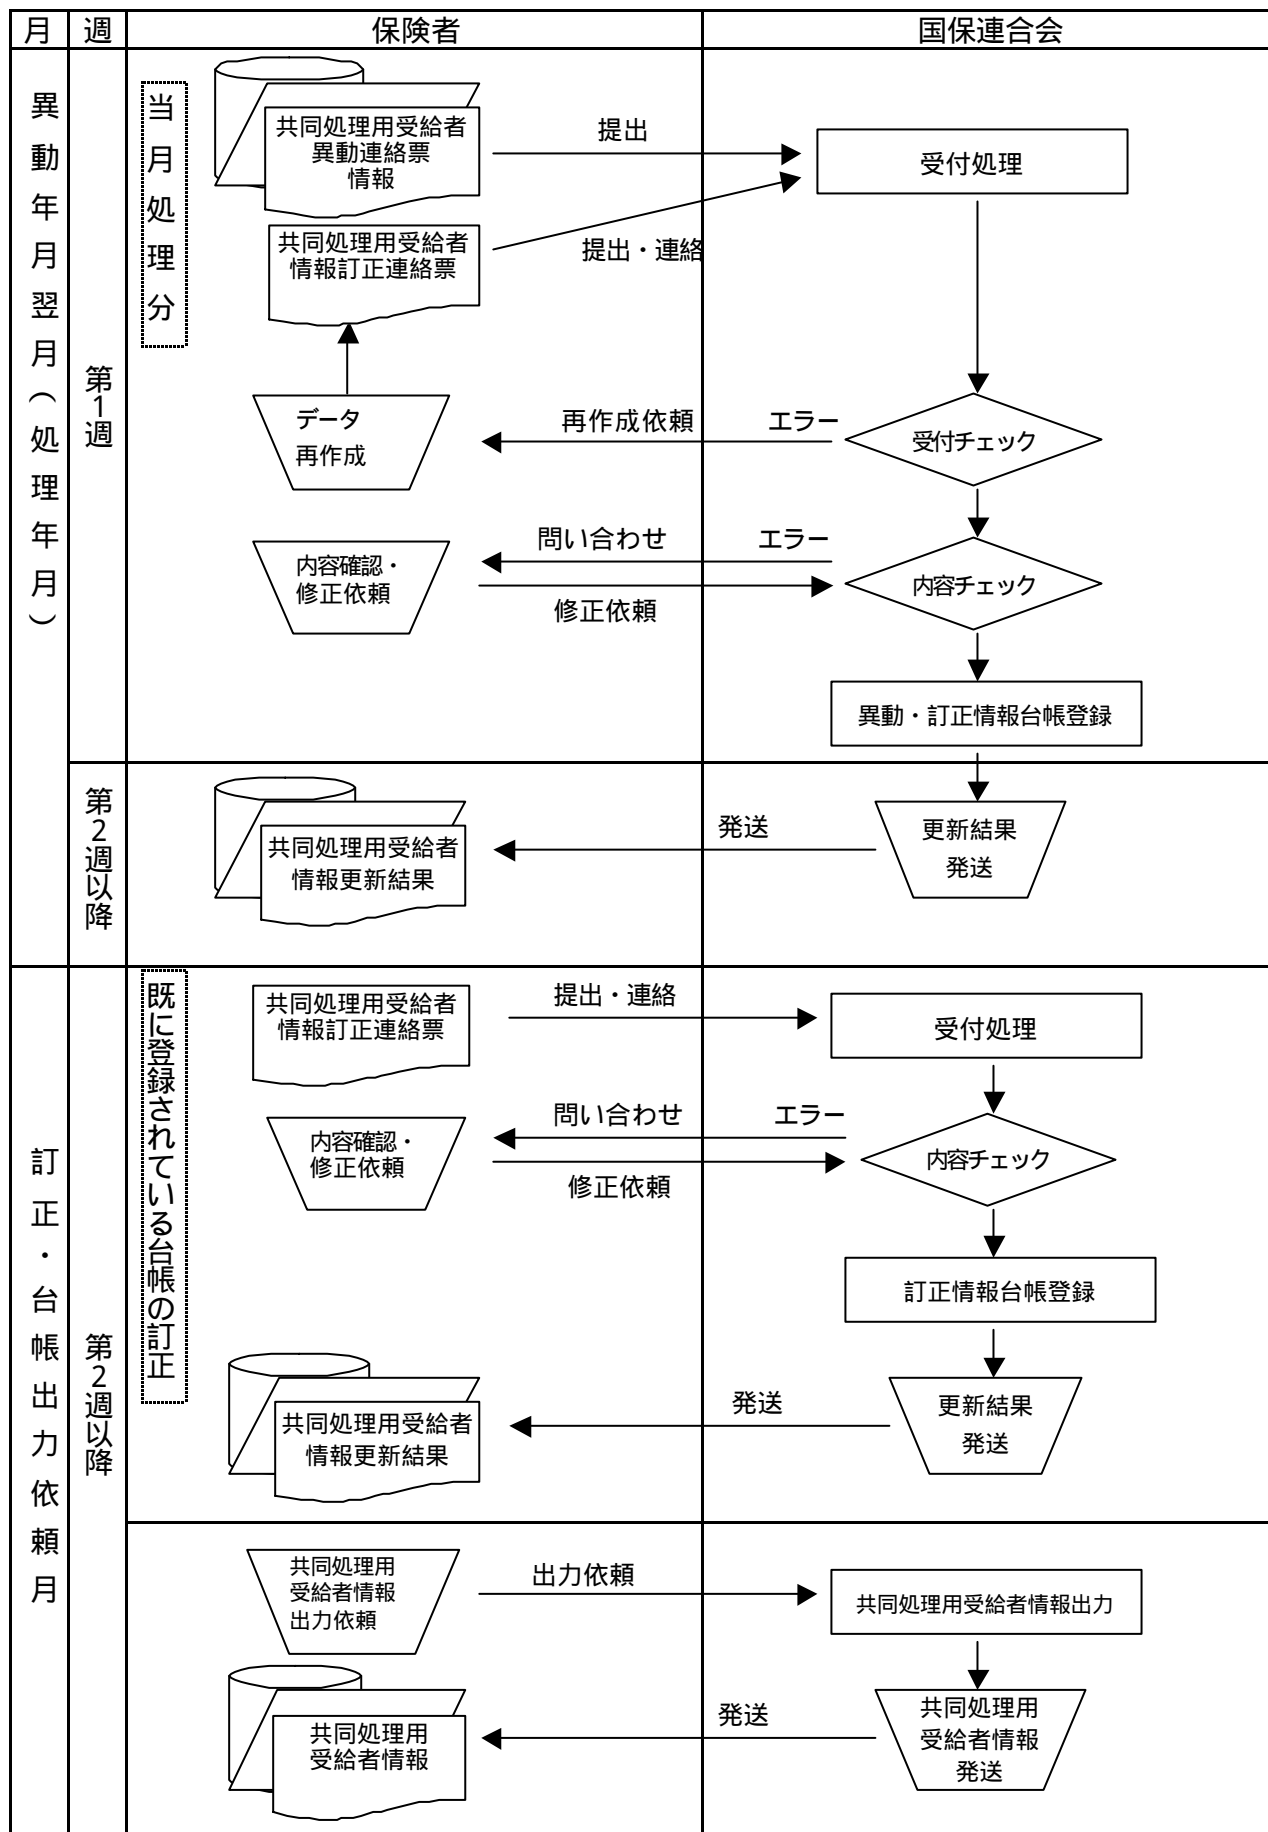 月
週
保険者
国保連合会
異動年月翌月（処理年月）
第1週
当月処理分
共同処理用受給者
異動連絡票
情報
提出
受付処理
共同処理用受給者
情報訂正連絡票
提出・連絡
データ
再作成
再作成依頼
エラー
受付チェック
内容確認・
修正依頼
問い合わせ
エラー
修正依頼
内容チェック
異動・訂正情報台帳登録
第2週以降
共同処理用受給者
情報更新結果
発送
更新結果
発送
訂正・台帳出力依頼月
第2週以降
既に登録されている台帳の訂正
共同処理用受給者
情報訂正連絡票
提出・連絡
受付処理
内容確認・
修正依頼
問い合わせ
エラー
修正依頼
内容チェック
訂正情報台帳登録
共同処理用受給者
情報更新結果
発送
更新結果
発送
共同処理用
受給者情報
出力依頼
出力依頼
共同処理用受給者情報出力
共同処理用
受給者情報
発送
共同処理用
受給者情報
発送